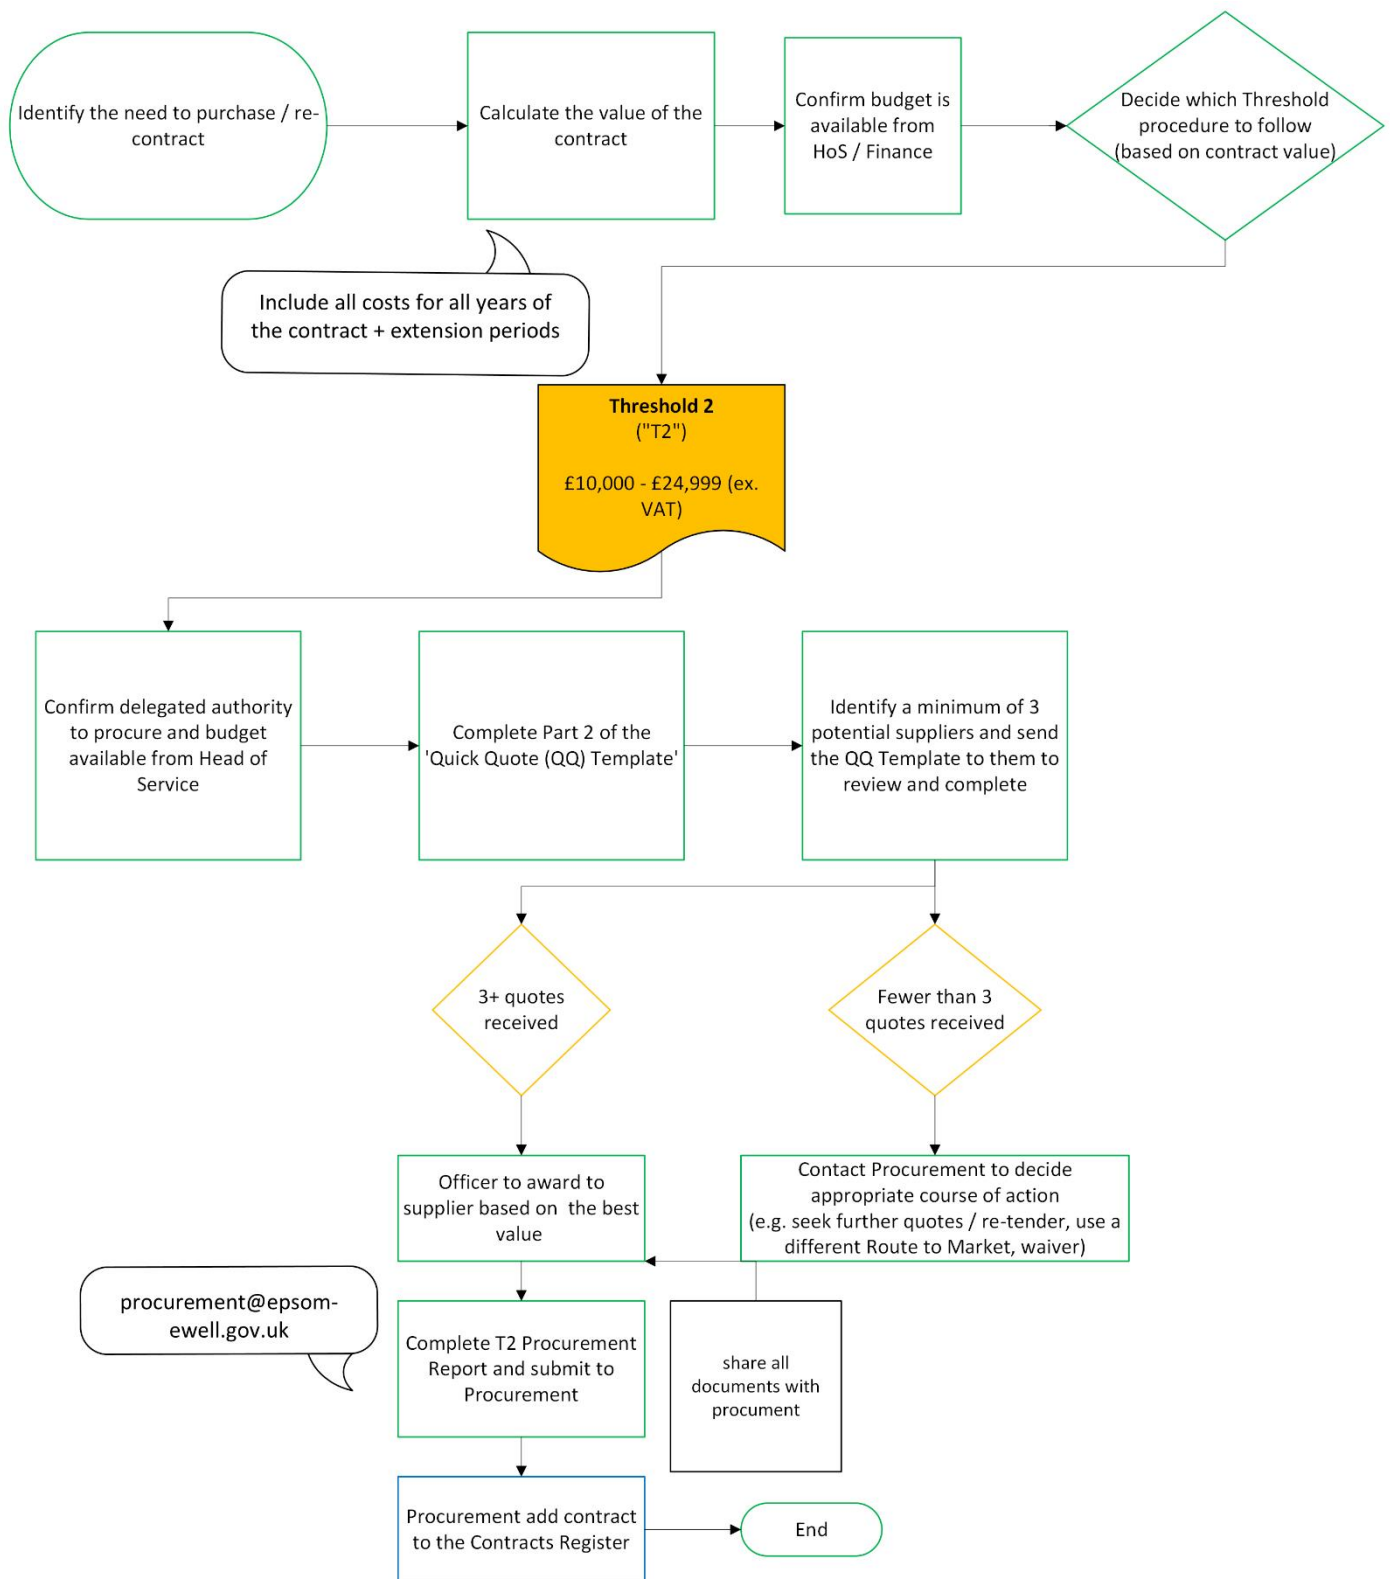 Identify the need to purchase / re-
contract
Calculate the value of the
contract
Confirm budget is
available from
HoS / Finance
Decide which Threshold
procedure to follow
(based on contract value)
Include all costs for all years of
the contract + extension periods
Threshold 2
("T2")
£10,000 - £24,999 (ex.
VAT)
Confirm delegated authority
to procure and budget
available from Head of
Service
Complete Part 2 of the
'Quick Quote (QQ) Template'
Identify a minimum of 3
potential suppliers and send
the QQ Template to them to
review and complete
3+ quotes
received
Fewer than 3
quotes received
Officer to award to
supplier based on  the best
value
Contact Procurement to decide
appropriate course of action
(e.g. seek further quotes / re-tender, use a
different Route to Market, waiver)
procurement@epsom-
ewell.gov.uk
Complete T2 Procurement
Report and submit to
Procurement
share all
documents with
procument
Procurement add contract
to the Contracts Register
End